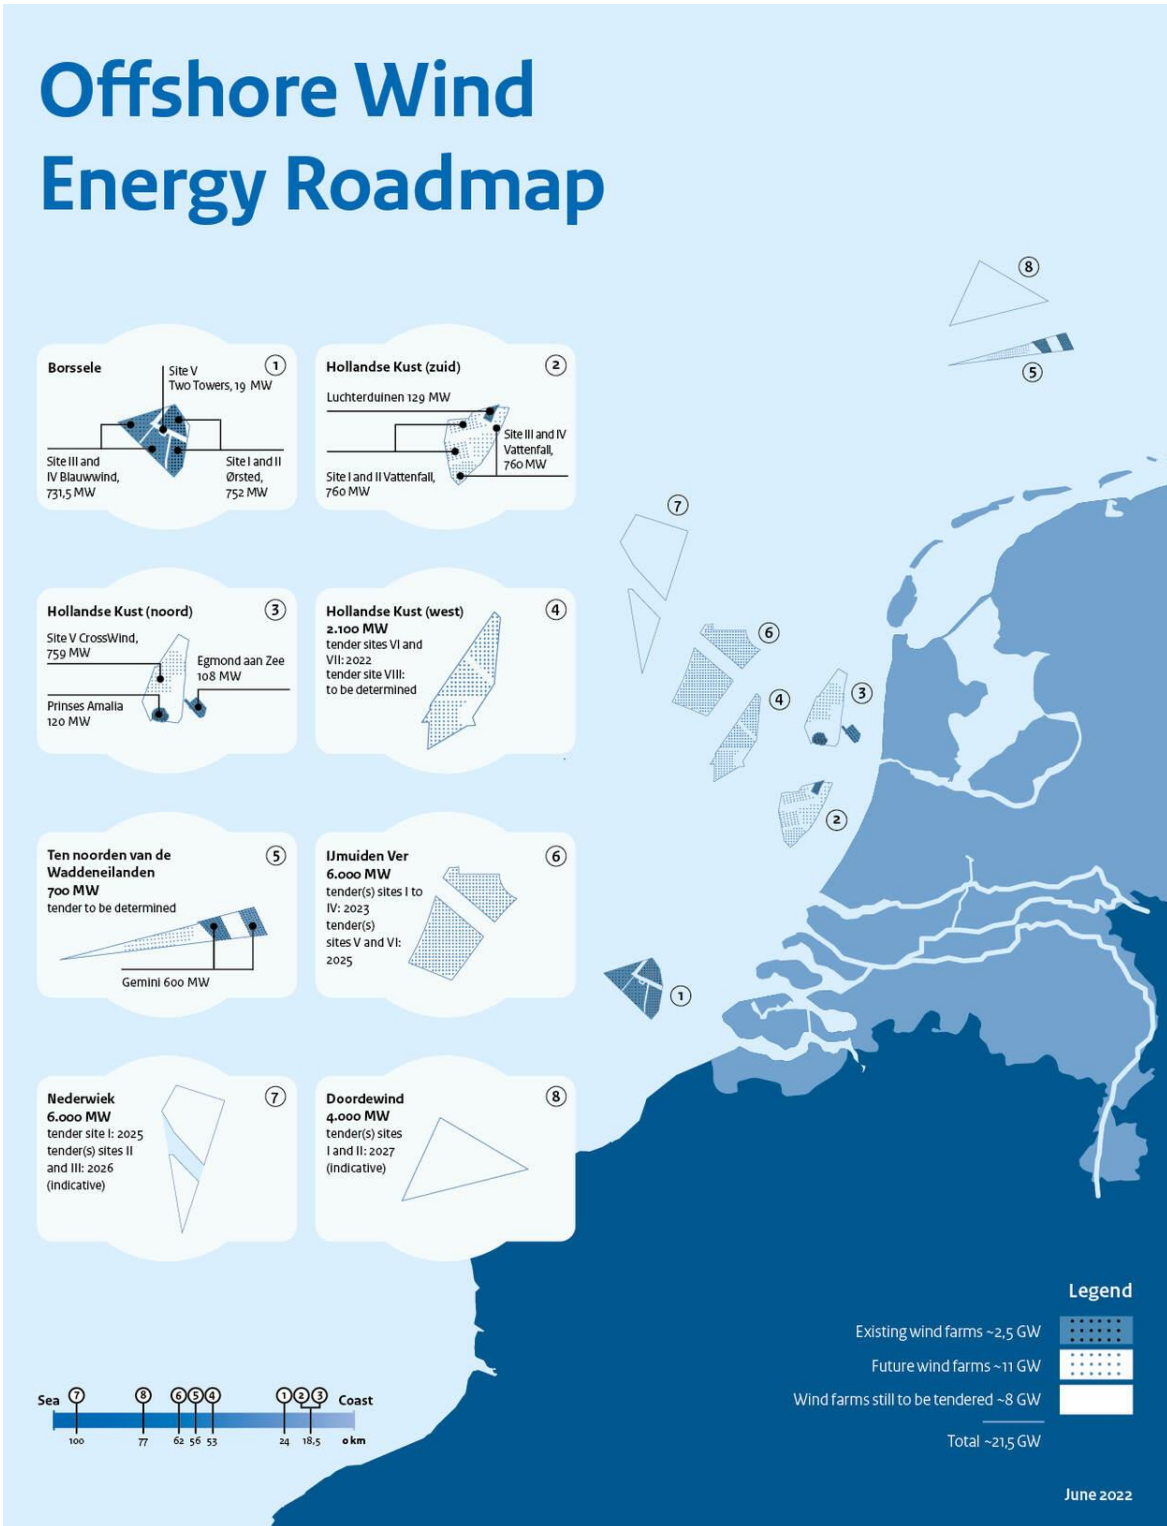 Offshore Wind
Energy Roadmap
Borssele
1
Site V
Two Towers, 19 MW
Site III and
IV Blauwwind,
731,5 MW
Site I and II
Ørsted,
752 MW
Hollandse Kust (zuid)
2
Luchterduinen 129 MW
Site III and IV
Vattenfall,
760 MW
Site I and II Vattenfall,
760 MW
Hollandse Kust (noord)
3
Site V CrossWind,
759 MW
Egmond aan Zee
108 MW
Prinses Amalia
120 MW
Hollandse Kust (west)
4
2.100 MW
tender sites VI and
VII: 2022
tender site VIII:
to be determined
Ten noorden van de
Waddeneilanden
5
700 MW
tender to be determined
Gemini 600 MW
IJmuiden Ver
6
6.000 MW
tender(s) sites I to
IV: 2023
tender(s)
sites V and VI:
2025
Nederwiek
7
6.000 MW
tender site I: 2025
tender(s) sites II
and III: 2026
(indicative)
Doordewind
8
4.000 MW
tender(s) sites
I and II: 2027
(indicative)
8
5
7
6
4
3
2
1
Sea 7 8 6 5 4 1 2 3 Coast
100 77 62 56 53 24 18,5 0 km
Legend
Existing wind farms ~2,5 GW
Future wind farms ~11 GW
Wind farms still to be tendered ~8 GW
Total ~21,5 GW
June 2022